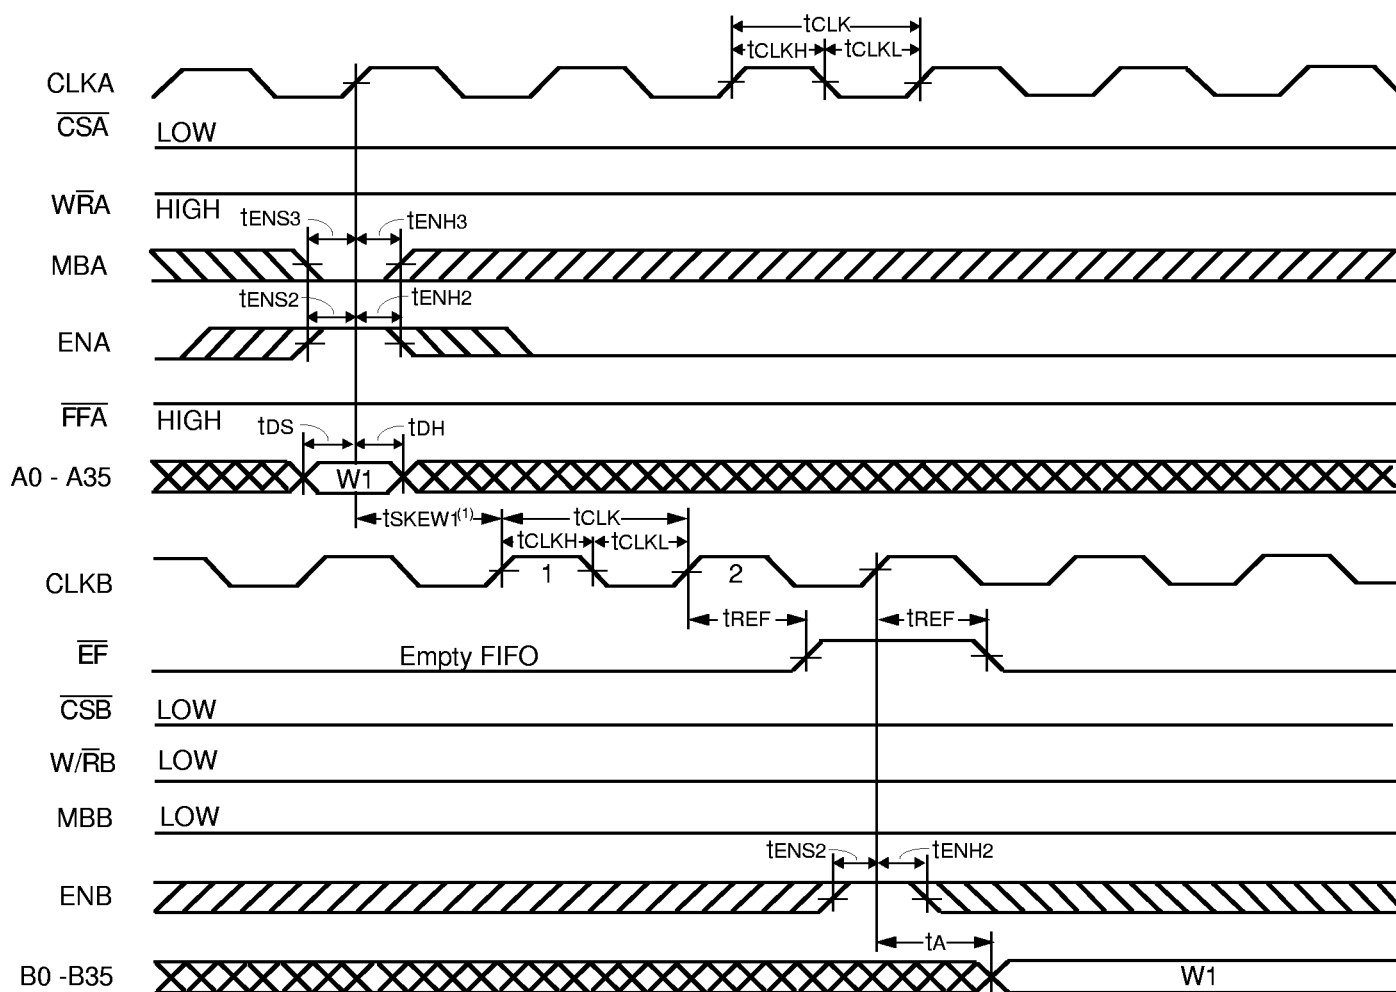 tCLK
tCLKH tCLKL
CLKA
CSA LOW
WRA HIGH
tENS3 tENH3
MBA
tENS2 tENH2
ENA
FFA HIGH
tDS tDH
A0 - A35 W1
tSKEW1(1) tCLK
tCLKH tCLKL
CLKB 1 2
tREF tREF
EF Empty FIFO
CSB LOW
W/RB LOW
MBB LOW
tENS2 tENH2
ENB
tA
B0 -B35 W1